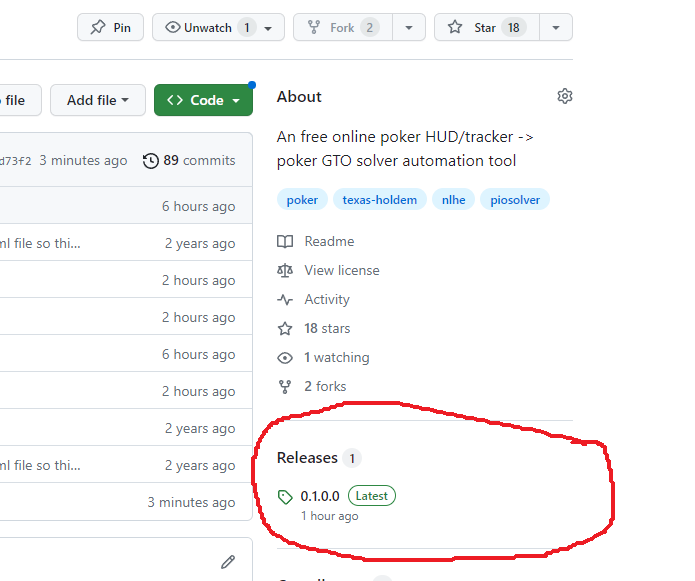 Pin
Unwatch 1
Fork 2
Star 18
file
Add file
Code
About
An free online poker HUD/tracker ->
poker GTO solver automation tool
poker texas-holdem nlhe piosolver
d73f2 3 minutes ago 89 commits
6 hours ago
ml file so thi... 2 years ago
2 hours ago
2 hours ago
6 hours ago
2 hours ago
2 years ago
ml file so thi... 2 years ago
3 minutes ago
Readme
View license
Activity
18 stars
1 watching
2 forks
Releases 1
0.1.0.0 Latest
1 hour ago